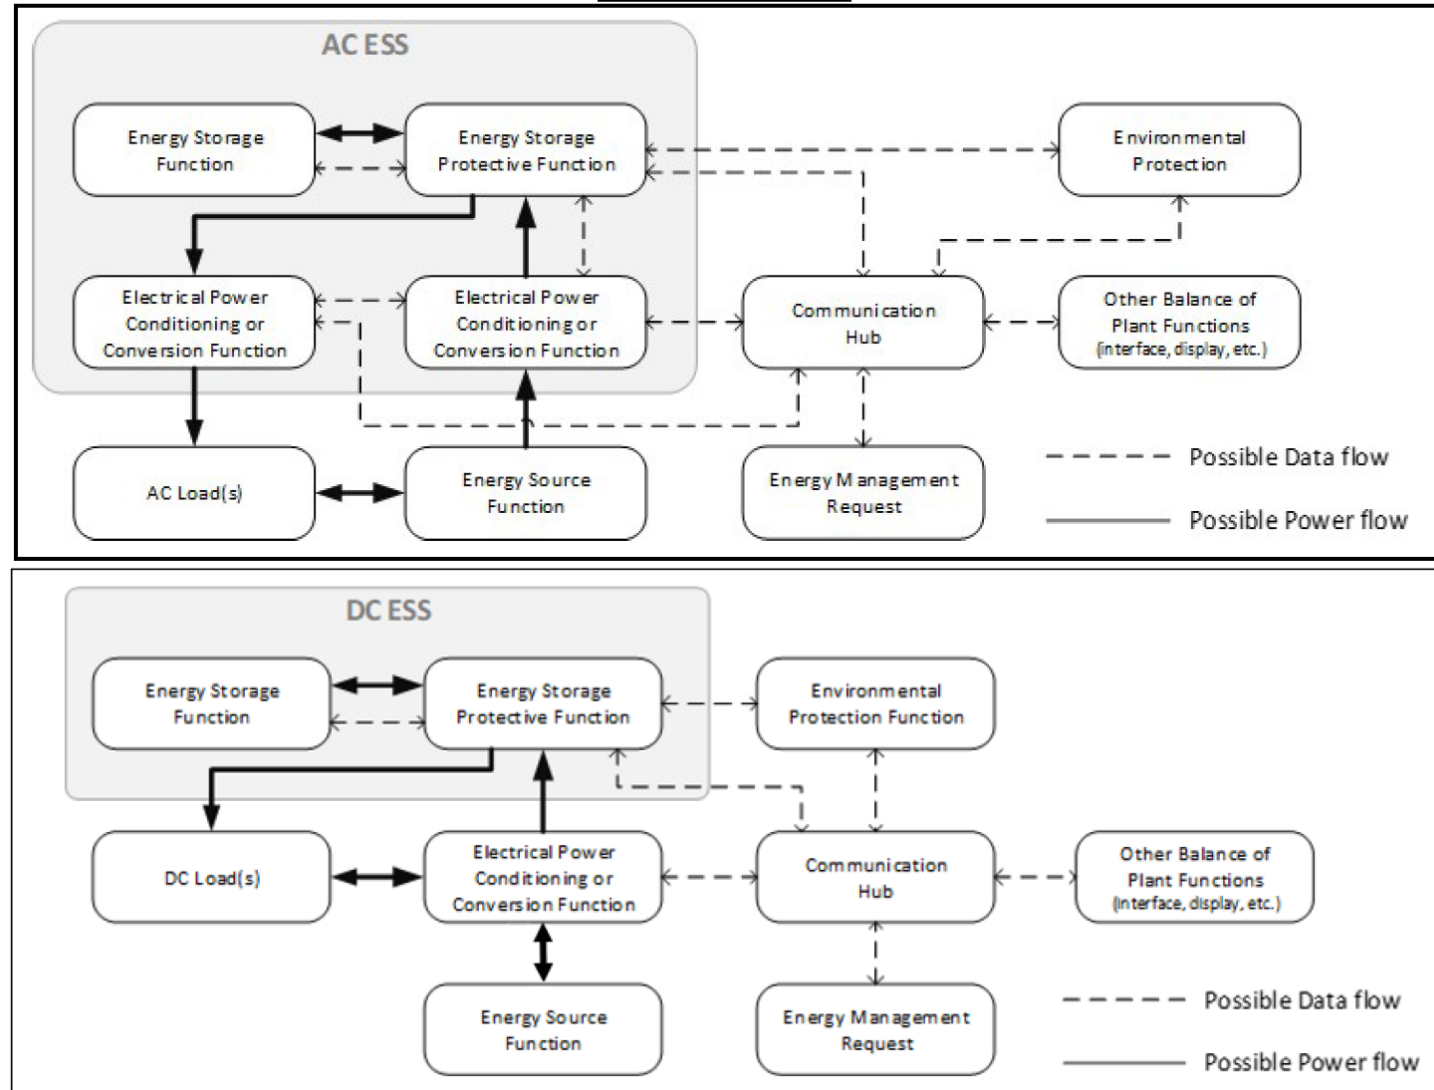 AC ESS
Energy Storage
Function
Energy Storage
Protective Function
Environmental
Protection
Electrical Power
Conditioning or
Conversion Function
Electrical Power
Conditioning or
Conversion Function
Communication
Hub
Other Balance of
Plant Functions
(interface, display, etc.)
AC Load(s)
Energy Source
Function
Energy Management
Request
Possible Data flow
Possible Power flow
DC ESS
Energy Storage
Function
Energy Storage
Protective Function
Environmental
Protection Function
DC Load(s)
Electrical Power
Conditioning or
Conversion Function
Communication
Hub
Other Balance of
Plant Functions
(interface, display, etc.)
Energy Source
Function
Energy Management
Request
Possible Data flow
Possible Power flow